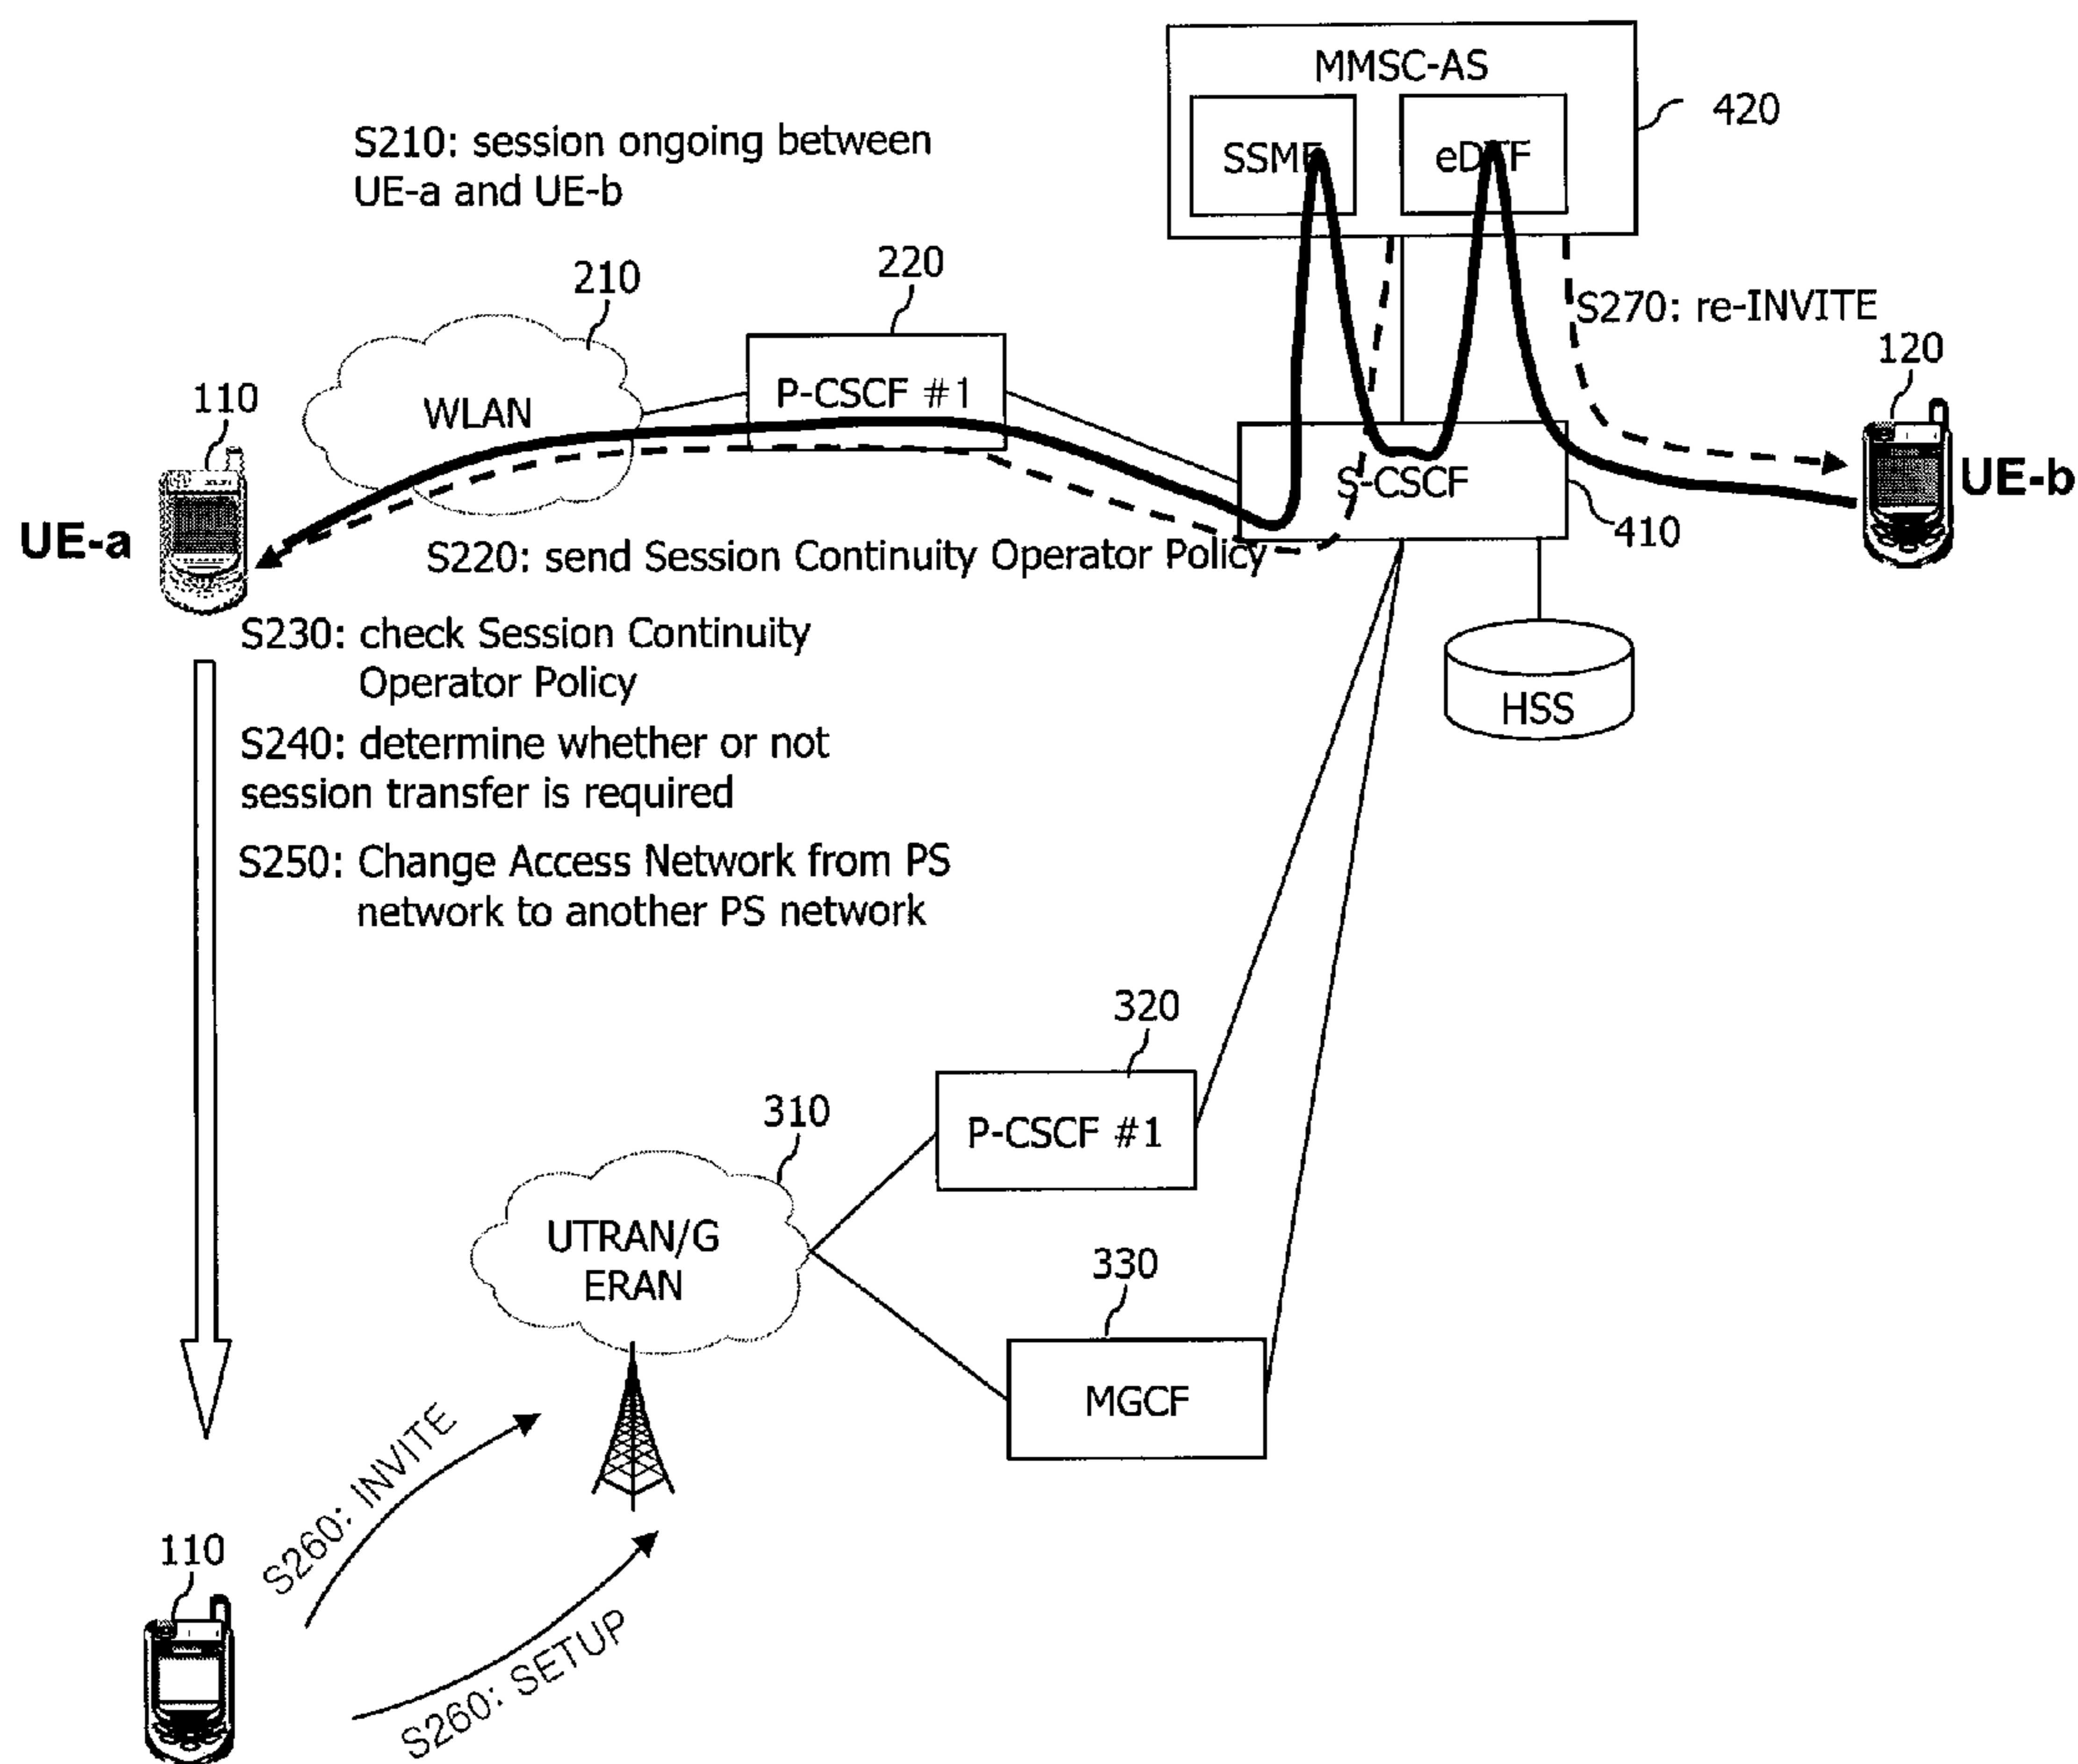 MMSC-AS
420
SSMF
eDTF
S210: session ongoing between
UE-a and UE-b
210
220
S270: re-INVITE
120
110
WLAN
P-CSCF #1
S-CSCF
UE-b
UE-a
410
S220: send Session Continuity Operator Policy
S230: check Session Continuity
Operator Policy
HSS
S240: determine whether or not
session transfer is required
S250: Change Access Network from PS
network to another PS network
320
310
P-CSCF #1
UTRAN/G
ERAN
330
MGCF
S260: INVITE
110
S260: SETUP